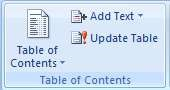 Table of
Contents
Add Text
Update Table
Table of Contents